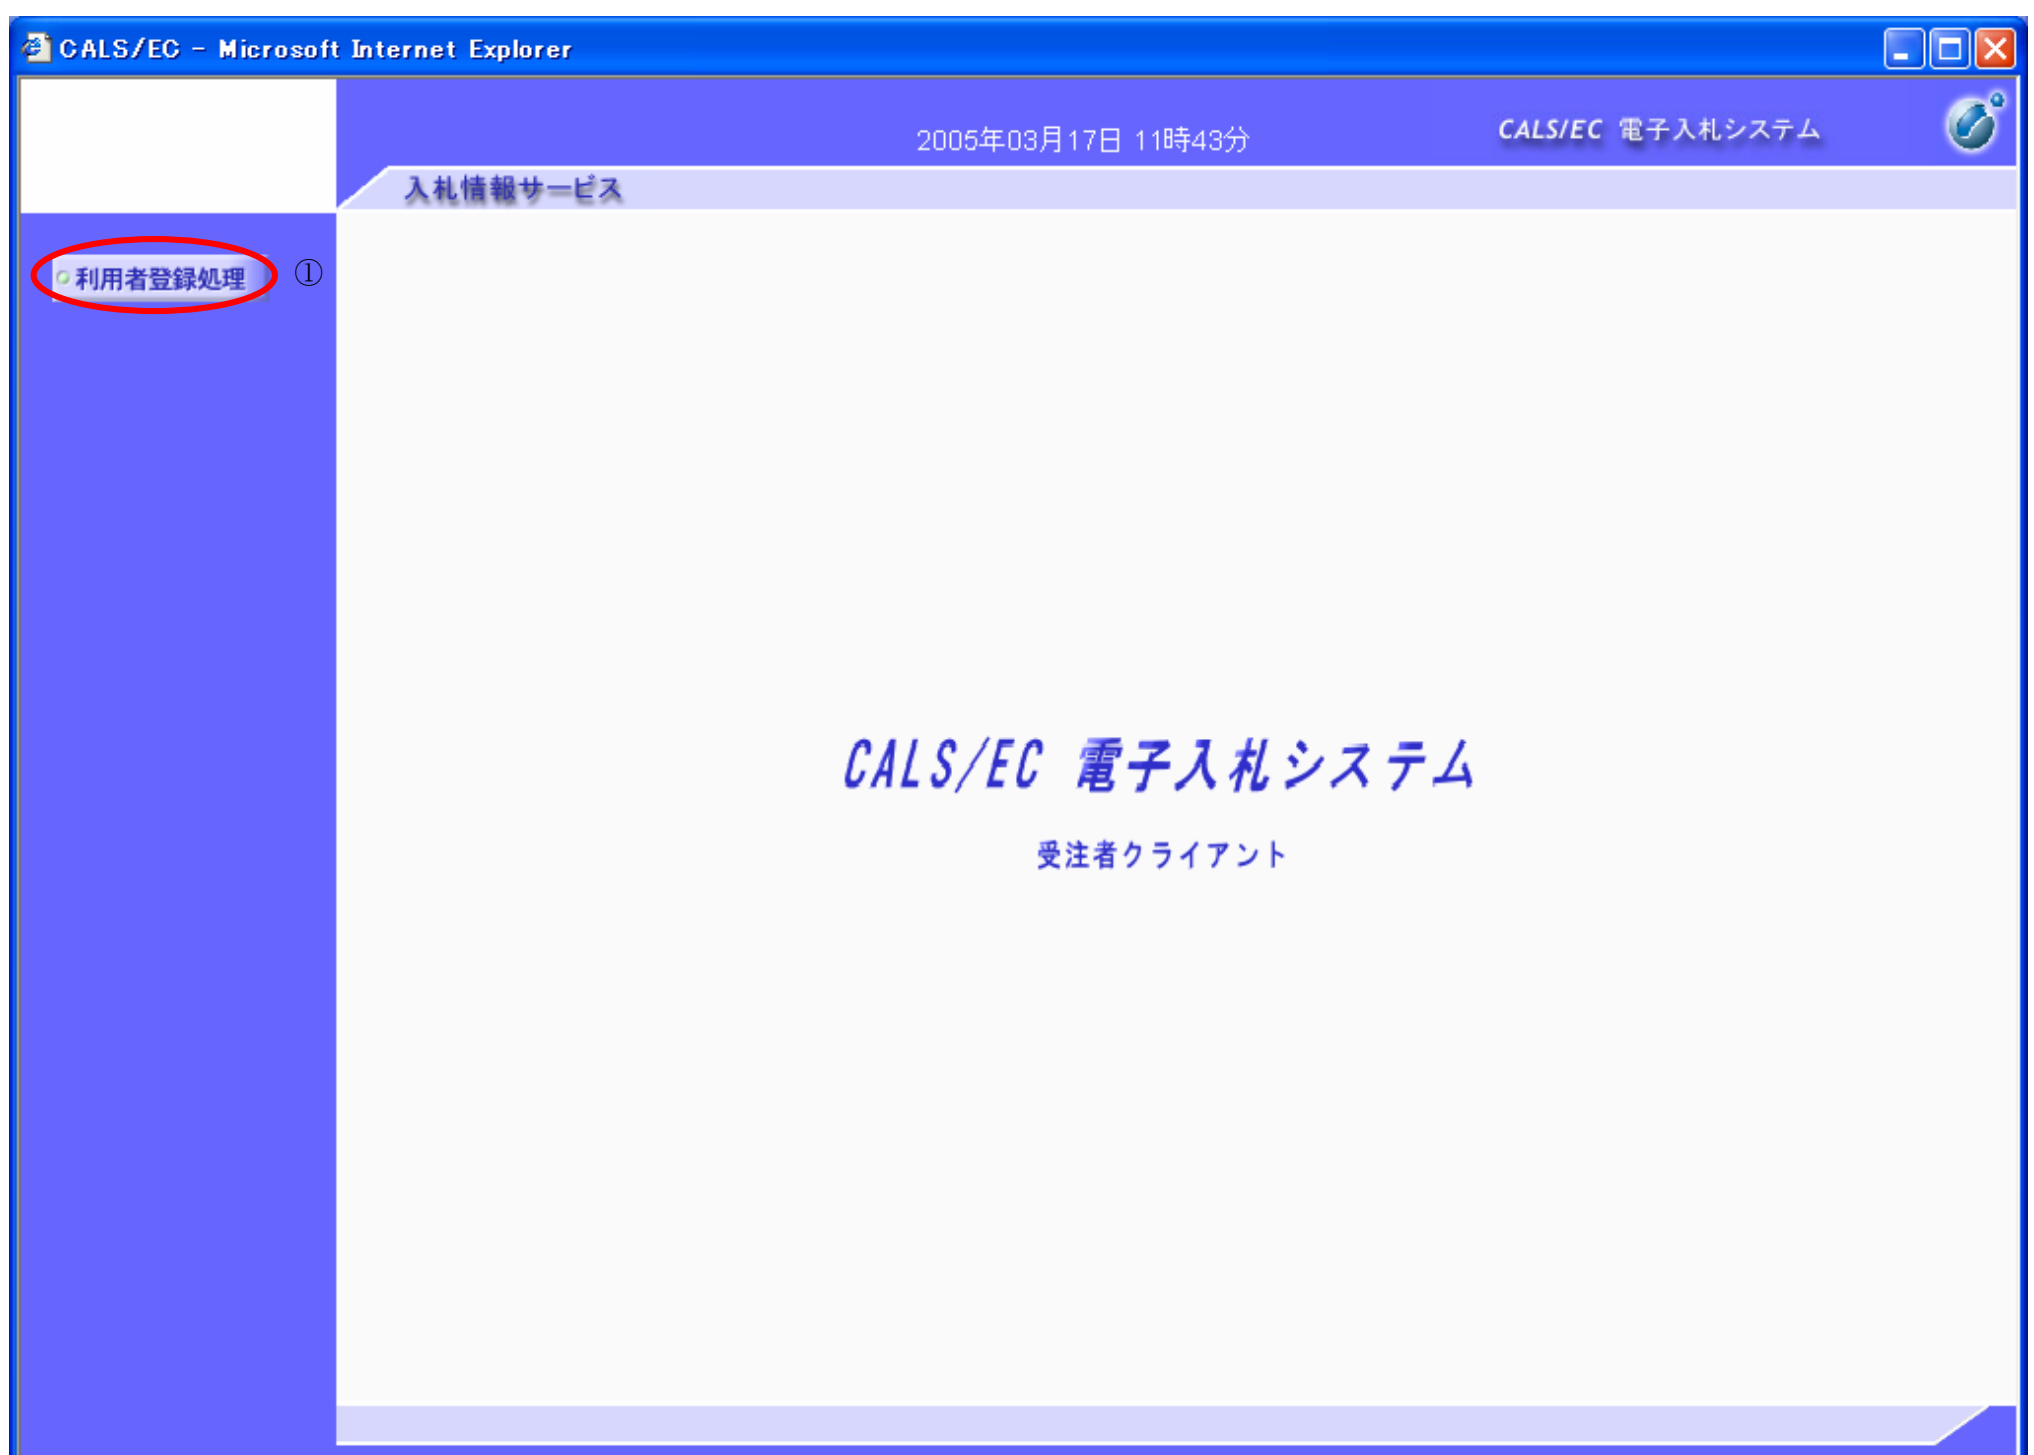 CALS/EC - Microsoft Internet Explorer
2005年03月17日 11時43分
CALS/EC 電子入札システム
入札情報サービス
利用者登録処理 ①
CALS/EC 電子入札システム
受注者クライアント